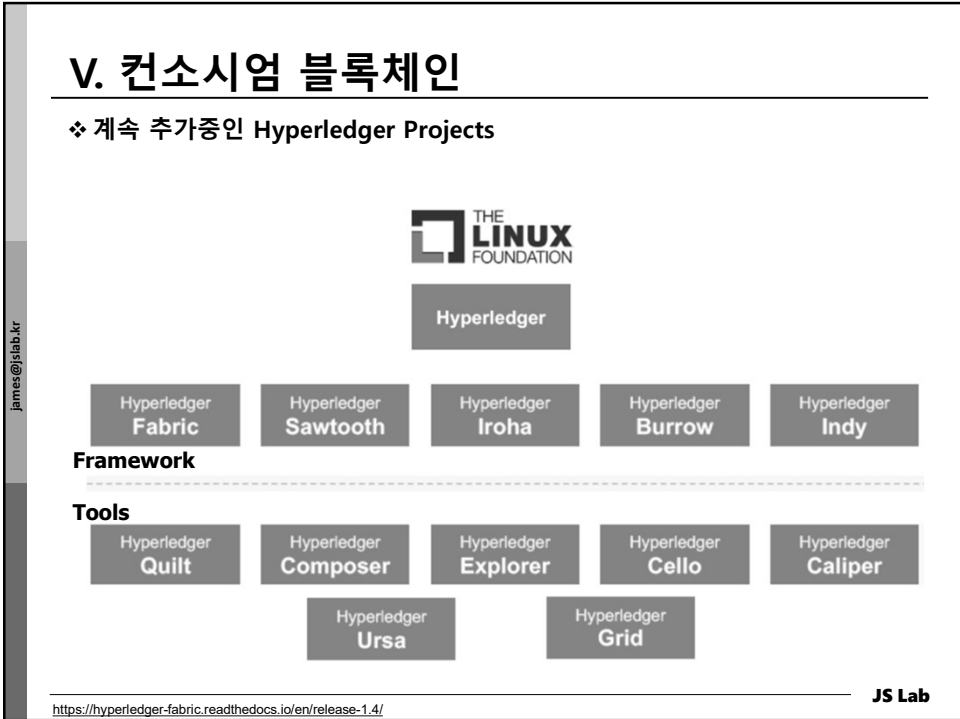 V. 컨소시엄 블록체인
❖ 계속 추가중인 Hyperledger Projects
THE
LINUX
FOUNDATION
Hyperledger
Hyperledger
Fabric
Hyperledger
Sawtooth
Hyperledger
Iroha
Hyperledger
Burrow
Hyperledger
Indy
Framework
Tools
Hyperledger
Quilt
Hyperledger
Composer
Hyperledger
Explorer
Hyperledger
Cello
Hyperledger
Caliper
Hyperledger
Ursa
Hyperledger
Grid
james@jslab.kr
https://hyperledger-fabric.readthedocs.io/en/release-1.4/
JS Lab